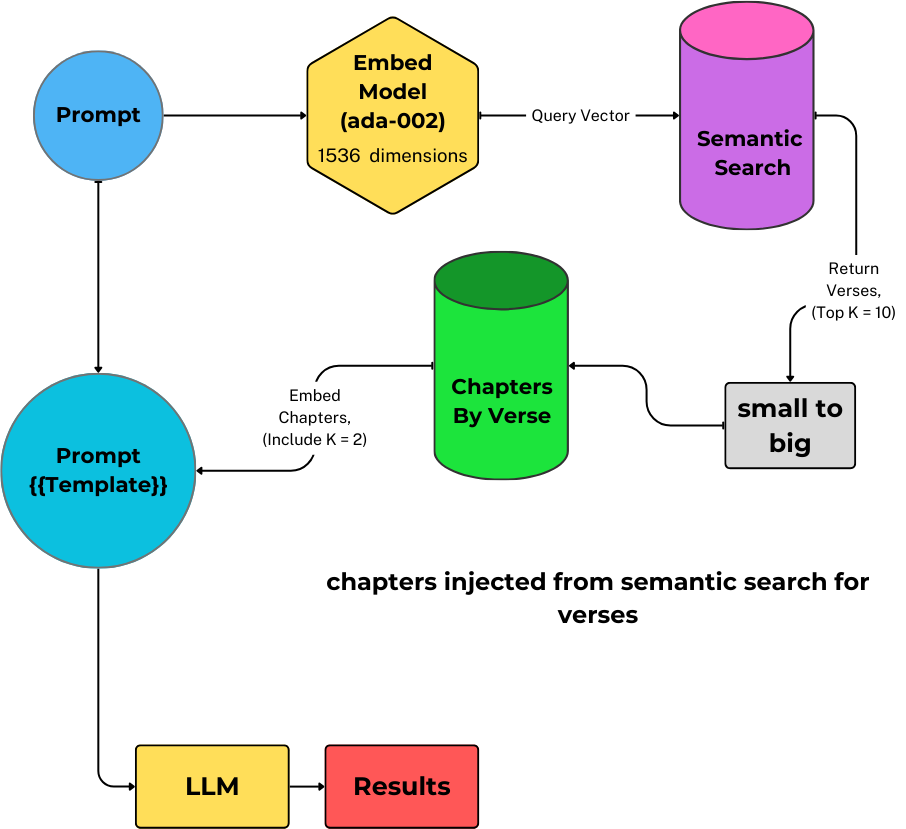 Prompt
Embed
Model
(ada-002)
1536 dimensions
Query Vector
Semantic
Search
Return
Verses,
(Top K = 10)
small to
big
Chapters
By Verse
Embed
Chapters,
(Include K = 2)
Prompt
{{Template}}
chapters injected from semantic search for
verses
LLM
Results